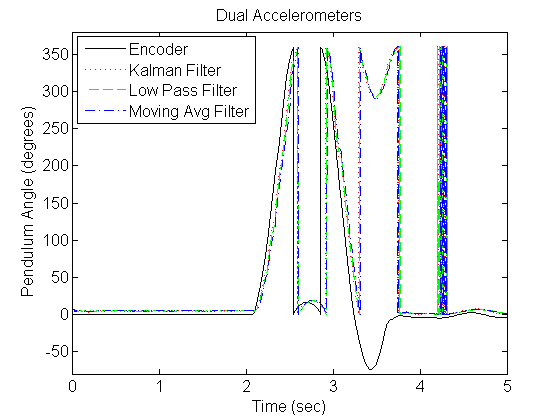 Dual Accelerometers
Encoder
Kalman Filter
Low Pass Filter
Moving Avg Filter
Pendulum Angle (degrees)
350
300
250
200
150
100
50
0
-50
0 1 2 3 4 5
Time (sec)